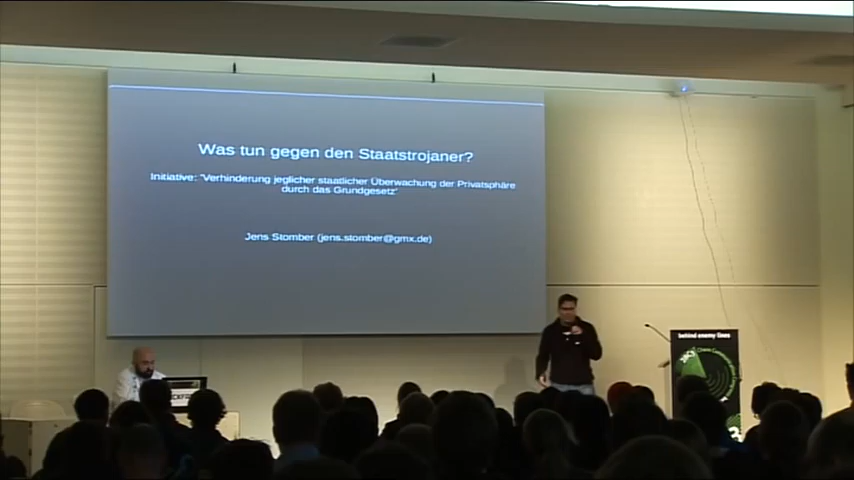 Was tun gegen den Staatstrojaner?
Initiative: "Verhinderung jeglicher staatlicher Überwachung der Privatsphäre
durch das Grundgesetz"
Jens Stomber (jens.stomber@gmx.de)
behind enemy lines